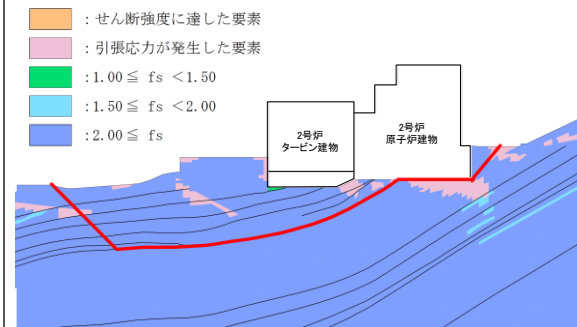 ：せん断強度に達した要素
：引張応力が発生した要素
：1.00≦ fs ＜1.50
：1.50≦ fs ＜2.00
：2.00≦ fs
2号炉
タービン建物
2号炉
原子炉建物